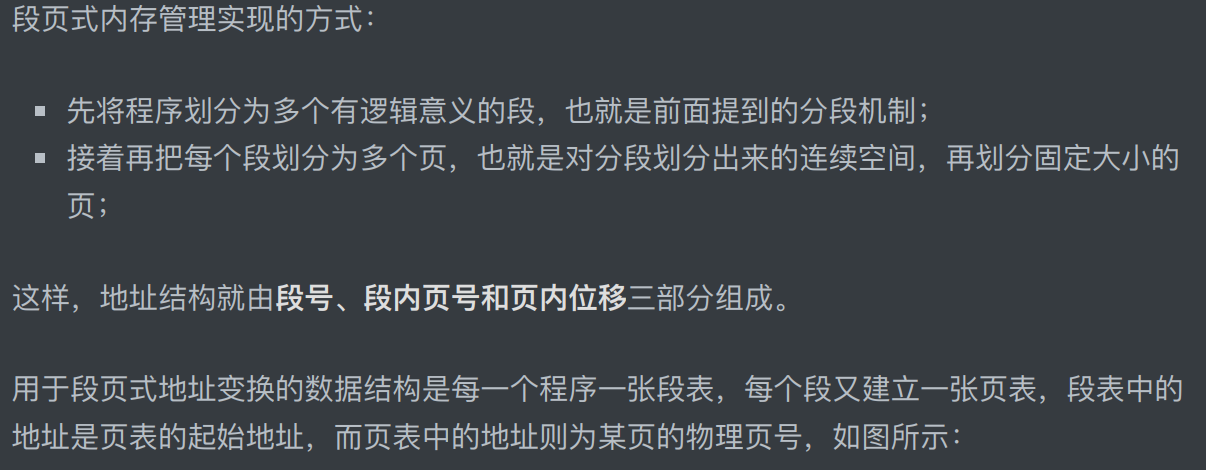 段页式内存管理实现的方式：
先将程序划分为多个有逻辑意义的段，也就是前面提到的分段机制；
接着再把每个段划分为多个页，也就是对分段划分出来的连续空间，再划分固定大小的
页；
这样，地址结构就由段号、段内页号和页内位移三部分组成。
用于段页式地址变换的数据结构是每一个程序一张段表，每个段又建立一张页表，段表中的
地址是页表的起始地址，而页表中的地址则为某页的物理页号，如图所示：